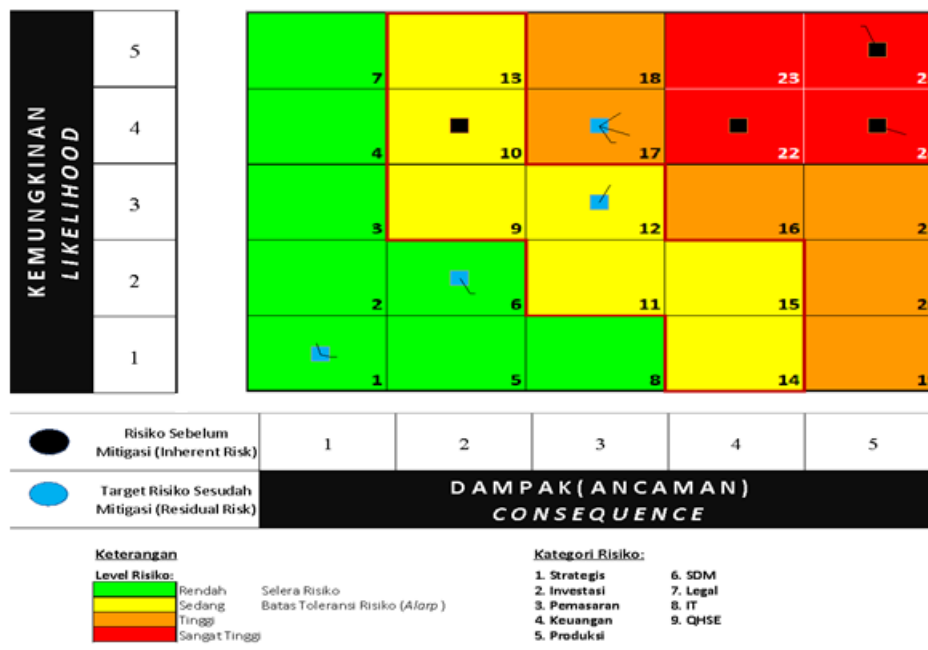 KEMUNGKINAN
LIKELIHOOD
5
7 13 18 23
4
4 10 17 22
3
3 9 12 16
2
2 6 11 15
1
1 5 8 14
Risiko Sebelum
Mitigasi (Inherent Risk)
1 2 3 4 5
Target Risiko Sesudah
Mitigasi (Residual Risk)
DAMPAK(ANCAMAN)
CONSEQUENCE
Keterangan
Level Risiko:
Rendah Selera Risiko
Sedang Batas Toleransi Risiko (Alarp )
Tinggi
Sangat Tinggi
Kategori Risiko:
1. Strategis 6. SDM
2. Investasi 7. Legal
3. Pemasaran 8. IT
4. Keuangan 9. QHSE
5. Produksi